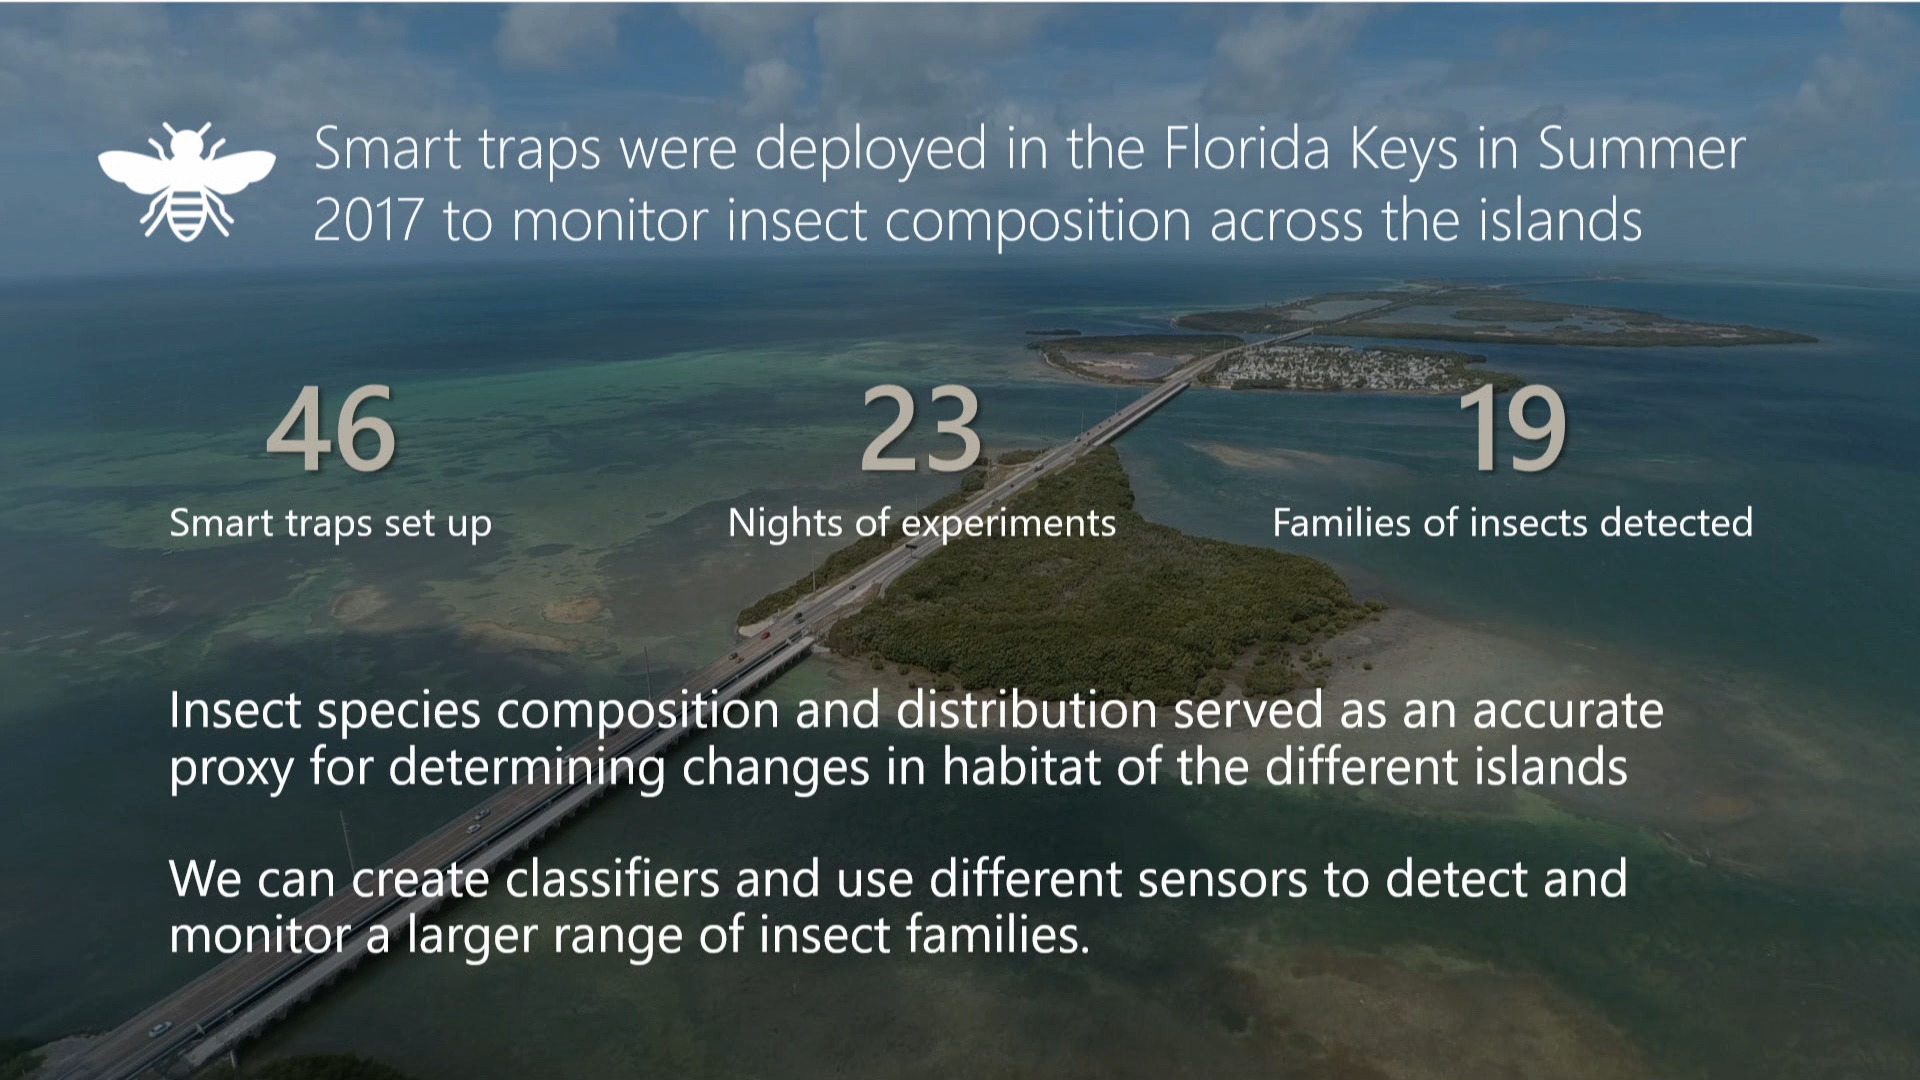 Smart traps were deployed in the Florida Keys in Summer
2017 to monitor insect composition across the islands
46
Smart traps set up
23
Nights of experiments
19
Families of insects detected
Insect species composition and distribution served as an accurate
proxy for determining changes in habitat of the different islands
We can create classifiers and use different sensors to detect and
monitor a larger range of insect families.